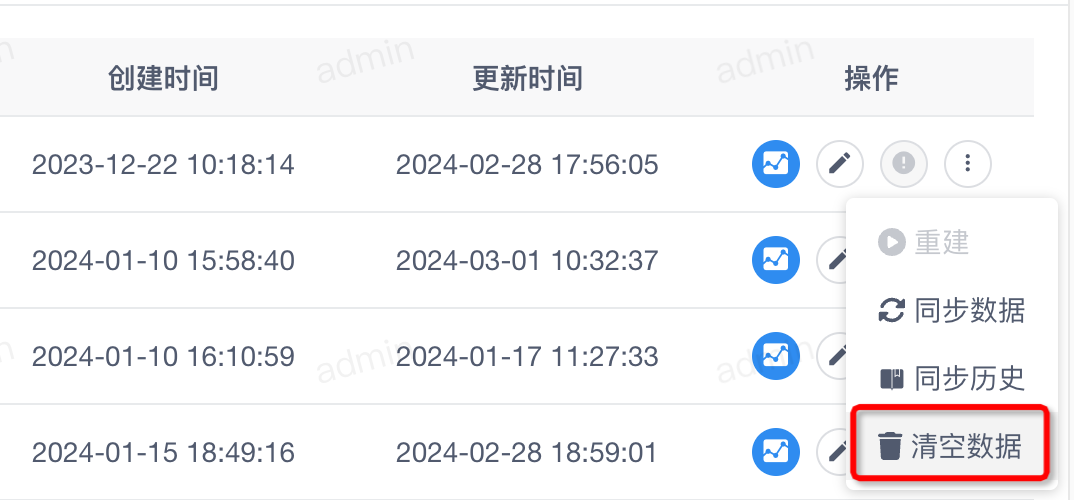 创建时间 更新时间 操作
2023-12-22 10:18:14 2024-02-28 17:56:05
重建
2024-01-10 15:58:40 2024-03-01 10:32:37
同步数据
2024-01-10 16:10:59 2024-01-17 11:27:33
同步历史
2024-01-15 18:49:16 2024-02-28 18:59:01
清空数据
admin
admin
admin
admin